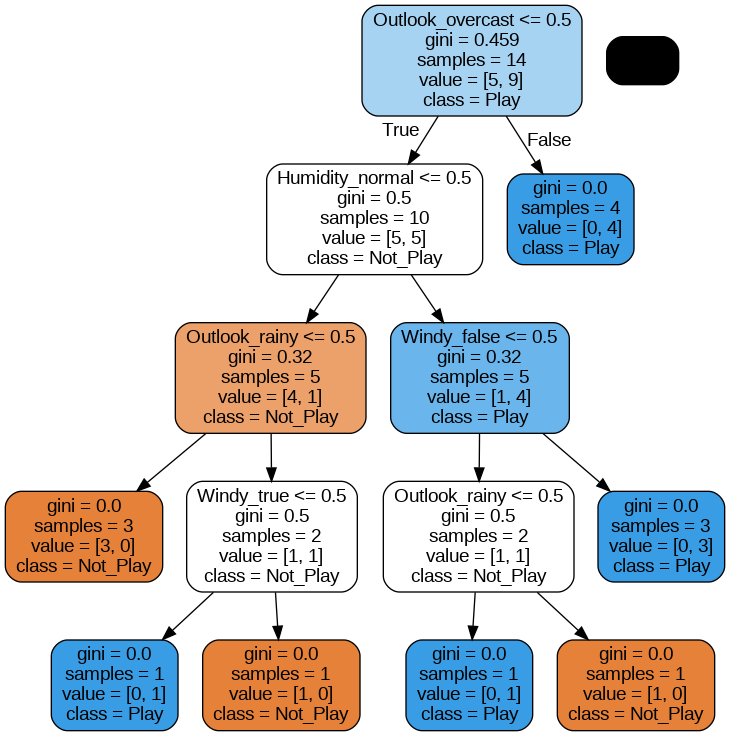 Outlook_overcast <= 0.5
gini = 0.459
samples = 14
value = [5, 9]
class = Play
True
False
Humidity_normal <= 0.5
gini = 0.5
samples = 10
value = [5, 5]
class = Not_Play
gini = 0.0
samples = 4
value = [0, 4]
class = Play
Outlook_rainy <= 0.5
gini = 0.32
samples = 5
value = [4, 1]
class = Not_Play
Windy_false <= 0.5
gini = 0.32
samples = 5
value = [1, 4]
class = Play
gini = 0.0
samples = 3
value = [3, 0]
class = Not_Play
Windy_true <= 0.5
gini = 0.5
samples = 2
value = [1, 1]
class = Not_Play
Outlook_rainy <= 0.5
gini = 0.5
samples = 2
value = [1, 1]
class = Not_Play
gini = 0.0
samples = 3
value = [0, 3]
class = Play
gini = 0.0
samples = 1
value = [0, 1]
class = Play
gini = 0.0
samples = 1
value = [1, 0]
class = Not_Play
gini = 0.0
samples = 1
value = [0, 1]
class = Play
gini = 0.0
samples = 1
value = [1, 0]
class = Not_Play